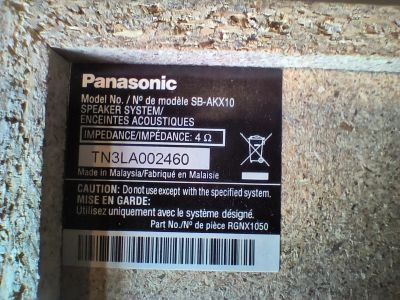 Panasonic
Model No. / Nº de modèle SB-AKX10
SPEAKER SYSTEM/
ENCEINTES ACOUSTIQUES
IMPEDANCE/IMPÉDANCE: 4 Ω
TN3LA002460
Made in Malaysia/Fabriqué en Malaisie
CAUTION: Do not use except with the specified system.
MISE EN GARDE:
Utilisez uniquement avec le système désigné.
Part No./Nº de pièce RGNX1050